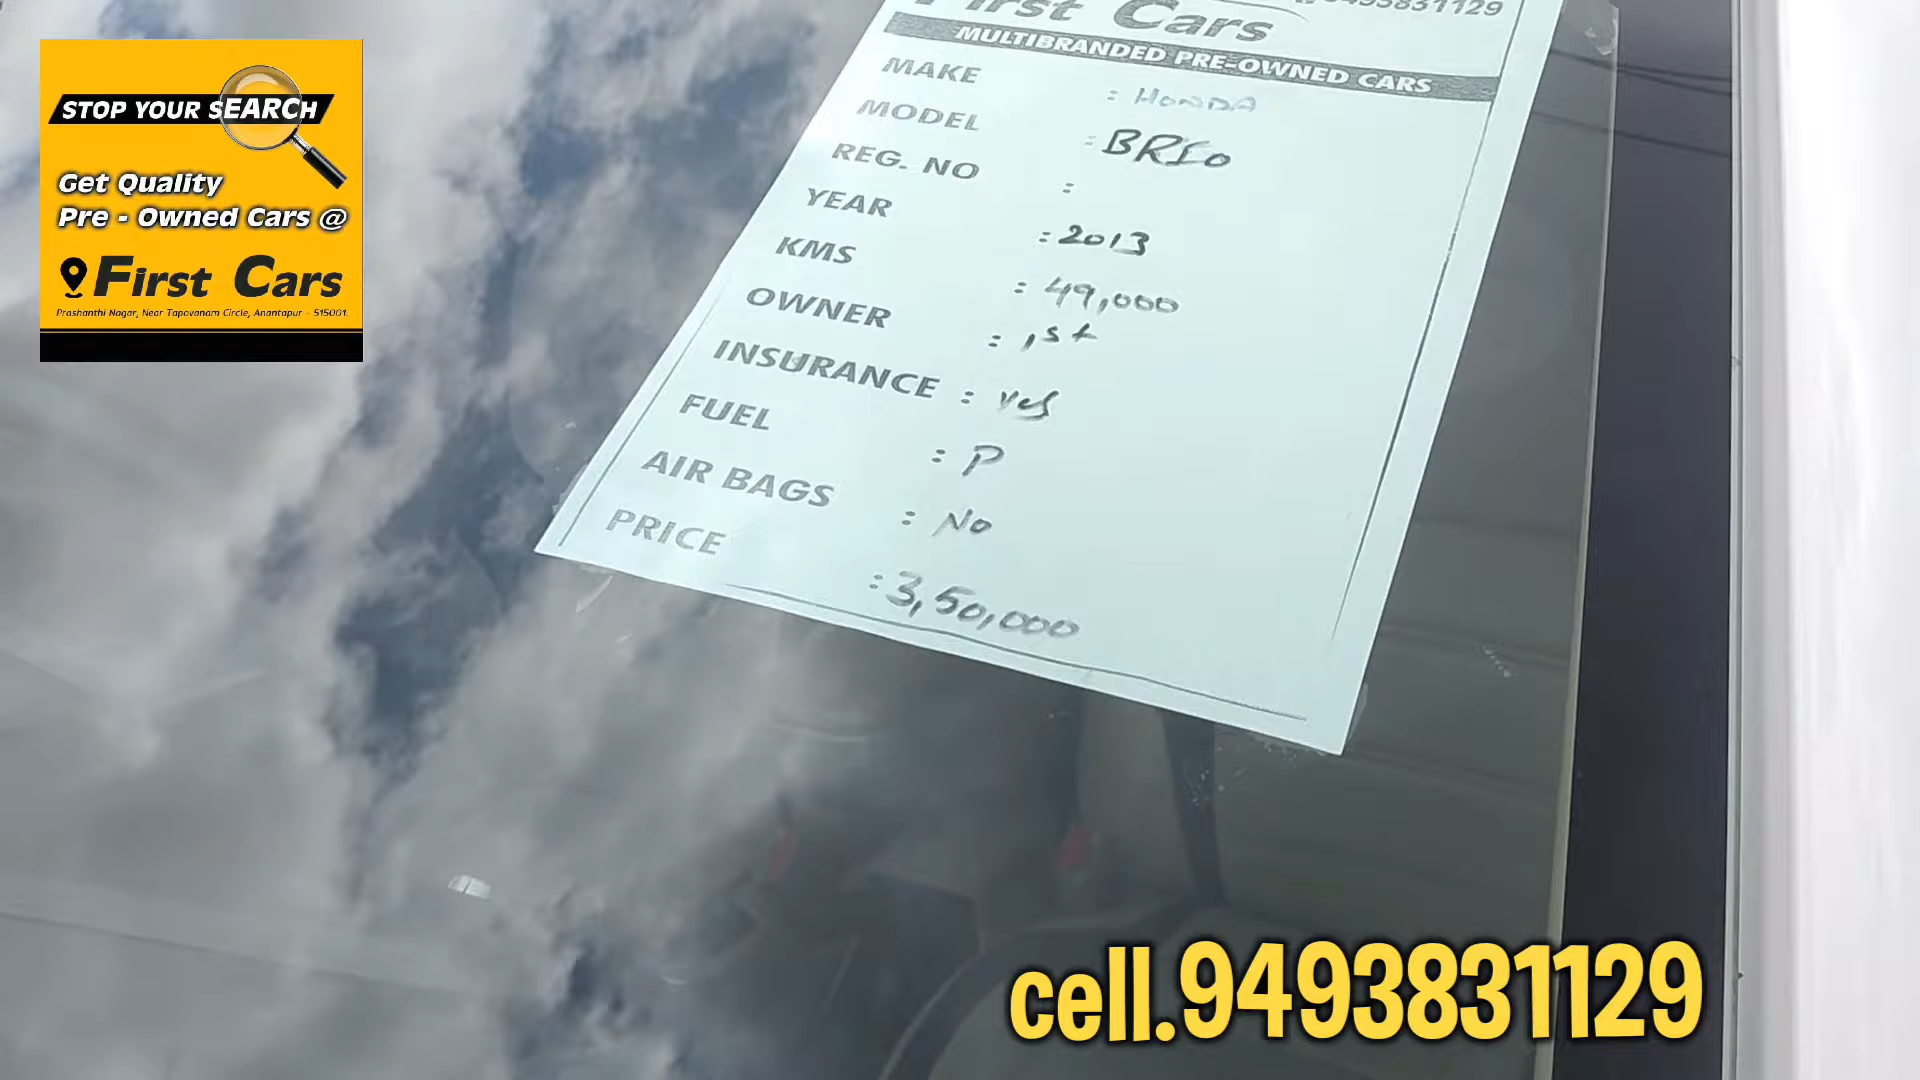 STOP YOUR SEARCH
Get Quality
Pre - Owned Cars @
First Cars
Prashanthi Nagar, Near Tapovanam Circle, Anantapur - 515001.
9493831129
First Cars
MULTIBRANDED PRE-OWNED CARS
MAKE : HONDA
MODEL : BRIO
REG. NO :
YEAR : 2013
KMS : 49,000
OWNER : 1st
INSURANCE : yes
FUEL : P
AIR BAGS : NO
PRICE : 3,50,000
cell.9493831129